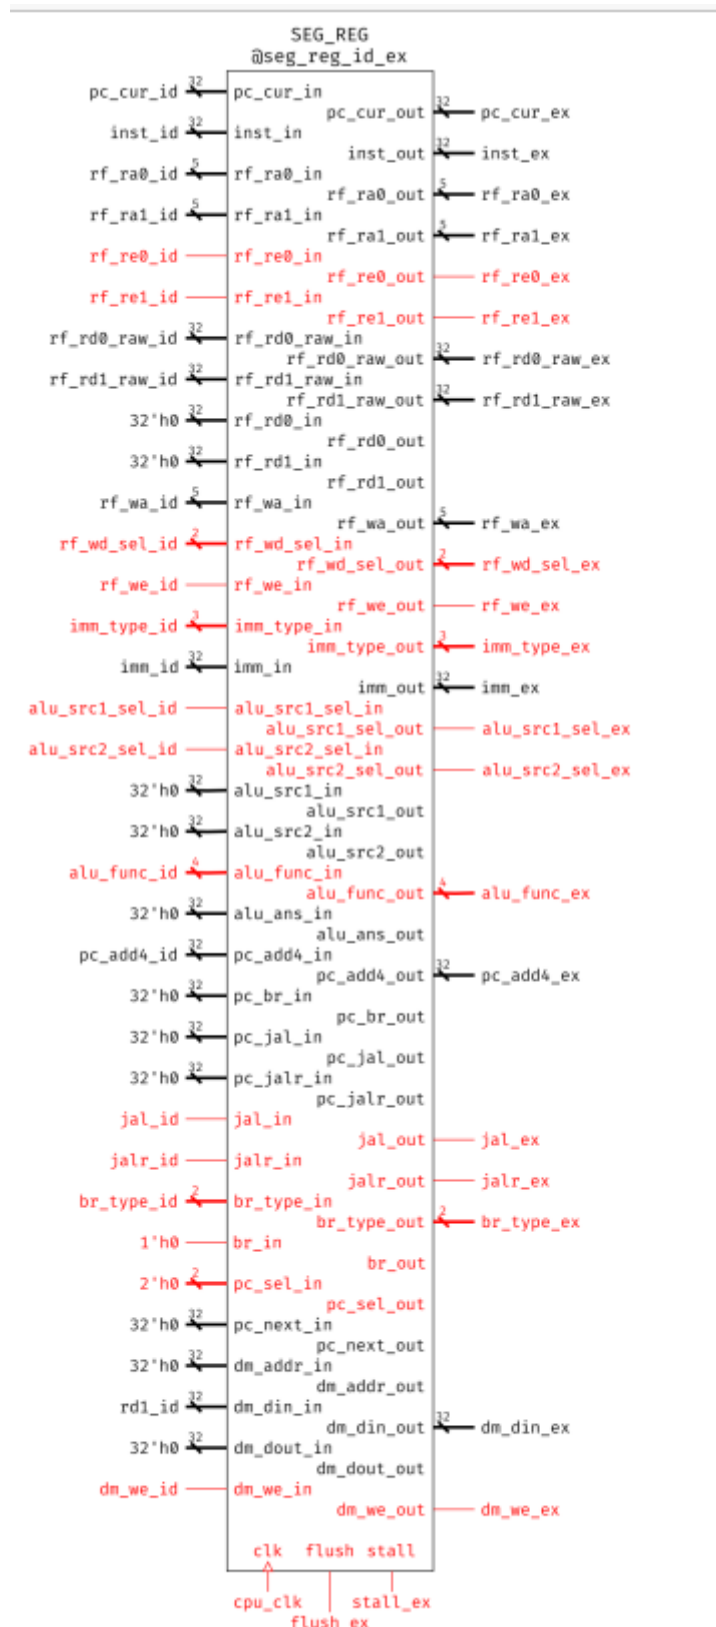 SEG_REG
@seg_reg_id_ex
pc_cur_id 32 pc_cur_in
pc_cur_out 32 pc_cur_ex
inst_id 32 inst_in
inst_out 32 inst_ex
rf_ra0_id 5 rf_ra0_in
rf_ra0_out 5 rf_ra0_ex
rf_ra1_id 5 rf_ra1_in
rf_ra1_out 5 rf_ra1_ex
rf_re0_id rf_re0_in
rf_re0_out rf_re0_ex
rf_re1_id rf_re1_in
rf_re1_out rf_re1_ex
rf_rd0_raw_id 32 rf_rd0_raw_in
rf_rd0_raw_out 32 rf_rd0_raw_ex
rf_rd1_raw_id 32 rf_rd1_raw_in
rf_rd1_raw_out 32 rf_rd1_raw_ex
32'h0 32 rf_rd0_in
rf_rd0_out
32'h0 32 rf_rd1_in
rf_rd1_out
rf_wa_id 5 rf_wa_in
rf_wa_out 5 rf_wa_ex
rf_wd_sel_id 2 rf_wd_sel_in
rf_wd_sel_out 2 rf_wd_sel_ex
rf_we_id rf_we_in
rf_we_out rf_we_ex
imm_type_id 3 imm_type_in
imm_type_out 3 imm_type_ex
imm_id 32 imm_in
imm_out 32 imm_ex
alu_src1_sel_id alu_src1_sel_in
alu_src1_sel_out alu_src1_sel_ex
alu_src2_sel_id alu_src2_sel_in
alu_src2_sel_out alu_src2_sel_ex
32'h0 32 alu_src1_in
alu_src1_out
32'h0 32 alu_src2_in
alu_src2_out
alu_func_id 4 alu_func_in
alu_func_out 4 alu_func_ex
32'h0 32 alu_ans_in
alu_ans_out
pc_add4_id 32 pc_add4_in
pc_add4_out 32 pc_add4_ex
32'h0 32 pc_br_in
pc_br_out
32'h0 32 pc_jal_in
pc_jal_out
32'h0 32 pc_jalr_in
pc_jalr_out
jal_id jal_in
jal_out jal_ex
jalr_id jalr_in
jalr_out jalr_ex
br_type_id 2 br_type_in
br_type_out 2 br_type_ex
1'h0 br_in
br_out
2'h0 2 pc_sel_in
pc_sel_out
32'h0 32 pc_next_in
pc_next_out
32'h0 32 dm_addr_in
dm_addr_out
rd1_id 32 dm_din_in
dm_din_out 32 dm_din_ex
32'h0 32 dm_dout_in
dm_dout_out
dm_we_id dm_we_in
dm_we_out dm_we_ex
clk flush stall
cpu_clk stall_ex
flush_ex